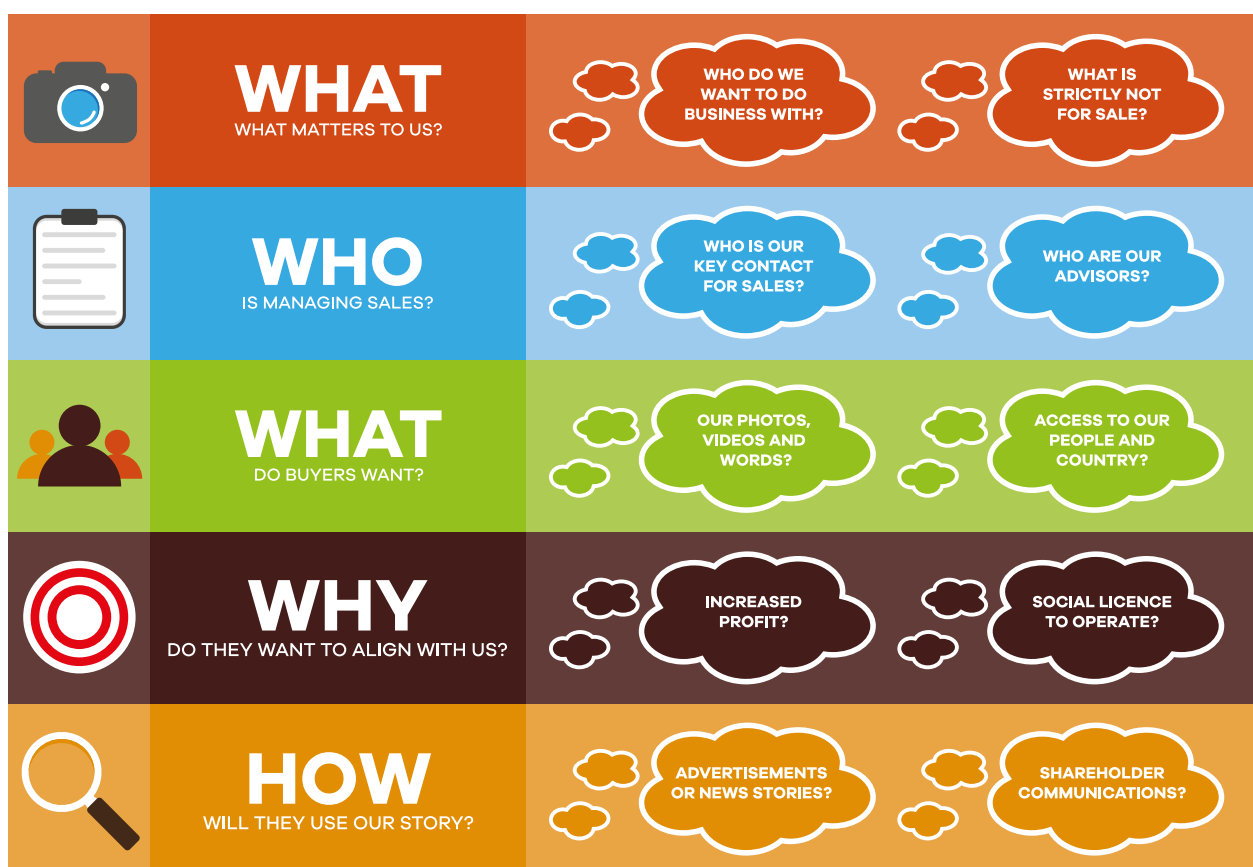 WHAT
WHAT MATTERS TO US?
WHO DO WE
WANT TO DO
BUSINESS WITH?
WHAT IS
STRICTLY NOT
FOR SALE?
WHO
IS MANAGING SALES?
WHO IS OUR
KEY CONTACT
FOR SALES?
WHO ARE OUR
ADVISORS?
WHAT
DO BUYERS WANT?
OUR PHOTOS,
VIDEOS AND
WORDS?
ACCESS TO OUR
PEOPLE AND
COUNTRY?
WHY
DO THEY WANT TO ALIGN WITH US?
INCREASED
PROFIT?
SOCIAL LICENCE
TO OPERATE?
HOW
WILL THEY USE OUR STORY?
ADVERTISEMENTS
OR NEWS STORIES?
SHAREHOLDER
COMMUNICATIONS?